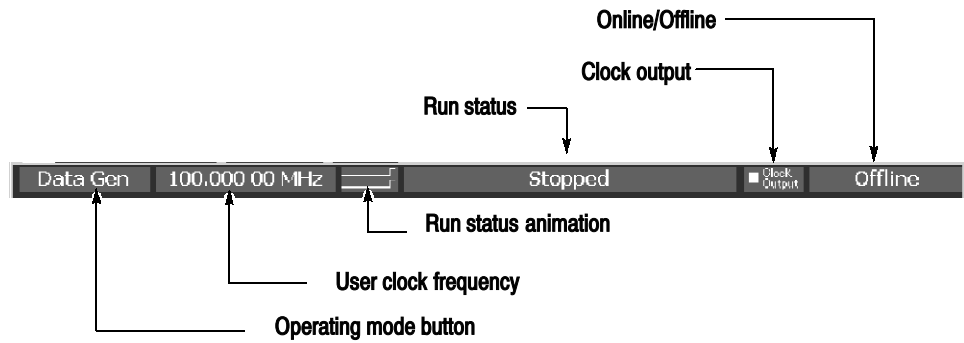 Online/Offline
Clock output
Run status
Data Gen 100.000 00 MHz Stopped Clock Output Offline
Run status animation
User clock frequency
Operating mode button